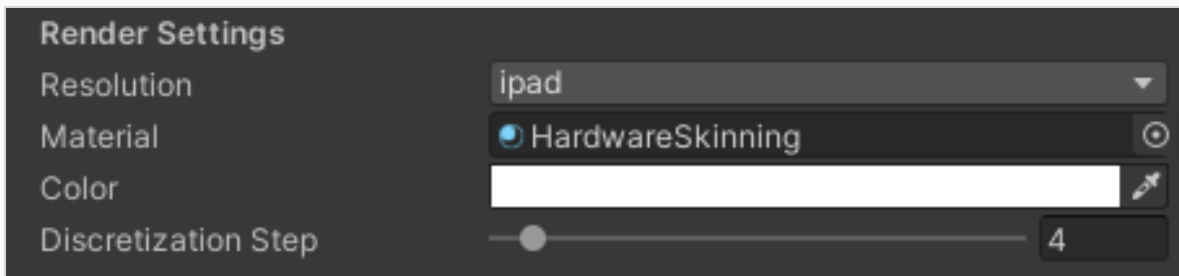 Render Settings
Resolution ipad
Material HardwareSkinning
Color
Discretization Step 4